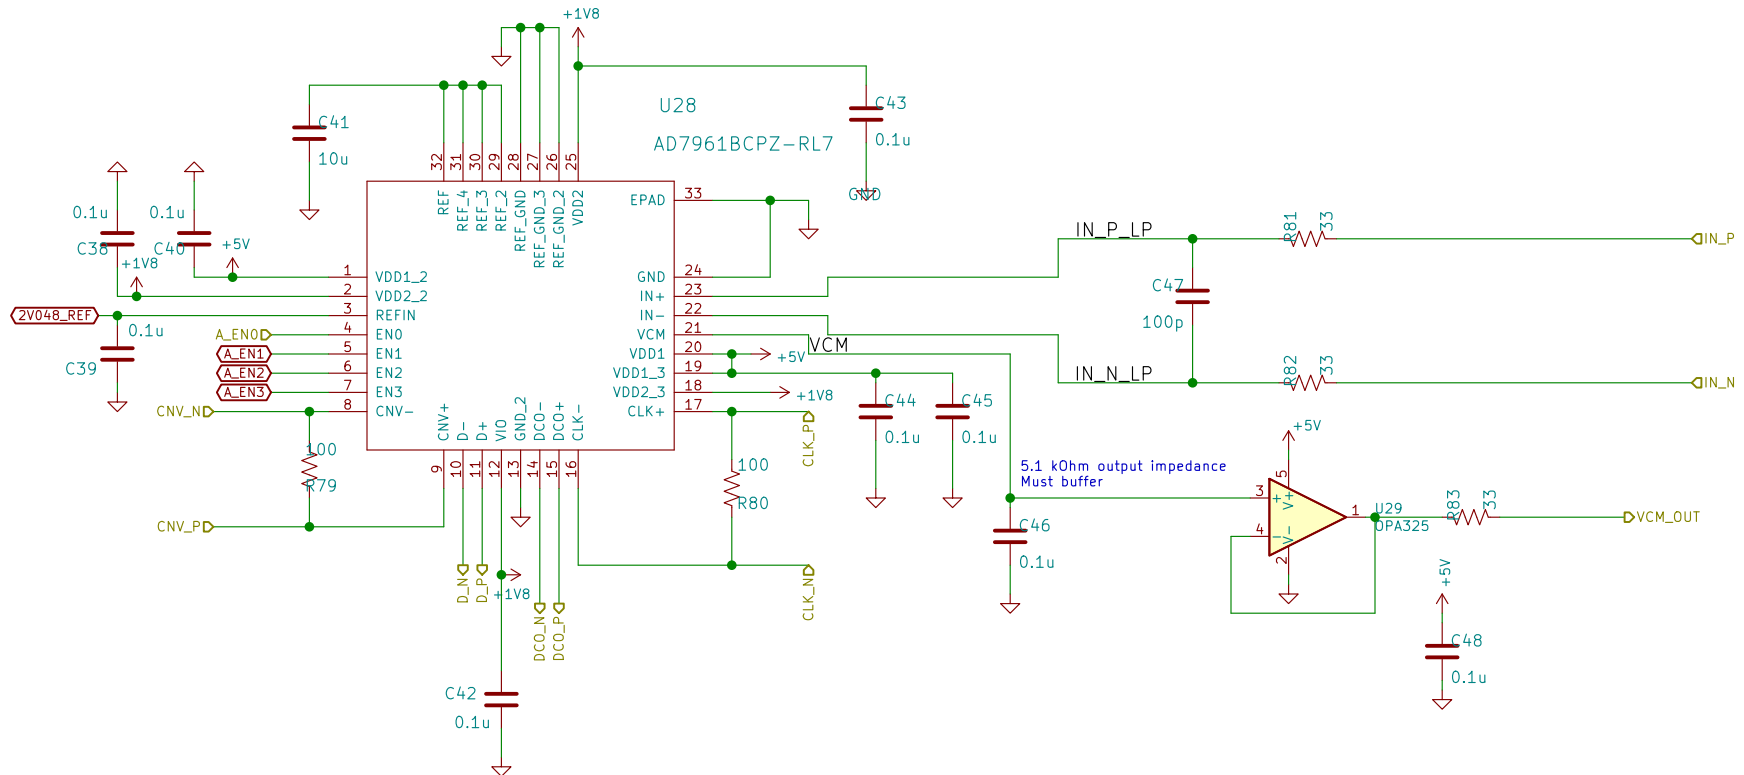 +1V8
C41
10u
C43
0.1u
GND
U28
AD7961BCPZ-RL7
32
31
30
29
28
27
26
25
REF
REF_4
REF_3
REF_2
REF_GND
REF_GND_3
REF_GND_2
VDD2
0.1u
C38
+1V8
0.1u
C40
+5V
2V048_REF
0.1u
C39
A_EN0
A_EN1
A_EN2
A_EN3
CNV_N
100
R79
CNV_P
1
VDD1_2
2
VDD2_2
3
REFIN
4
EN0
5
EN1
6
EN2
7
EN3
8
CNV-
EPAD
33
GND
24
IN+
23
IN-
22
VCM
21
VDD1
20
VDD1_3
19
VDD2_3
18
CLK+
17
CNV+
D-
D+
VIO
GND_2
DCO-
DCO+
CLK-
9
10
11
12
13
14
15
16
D_N
D_P
+1V8
DCO_N
DCO_P
C42
0.1u
VCM
+5V
+1V8
CLK_P
100
R80
CLK_N
C44
0.1u
C45
0.1u
IN_P_LP
IN_N_LP
C47
100p
R81
33
IN_P
R82
33
IN_N
5.1 kOhm output impedance
Must buffer
C46
0.1u
+5V
3
4
5
2
1
+
-
V+
V-
U29
OPA325
R83
33
VCM_OUT
+5V
C48
0.1u